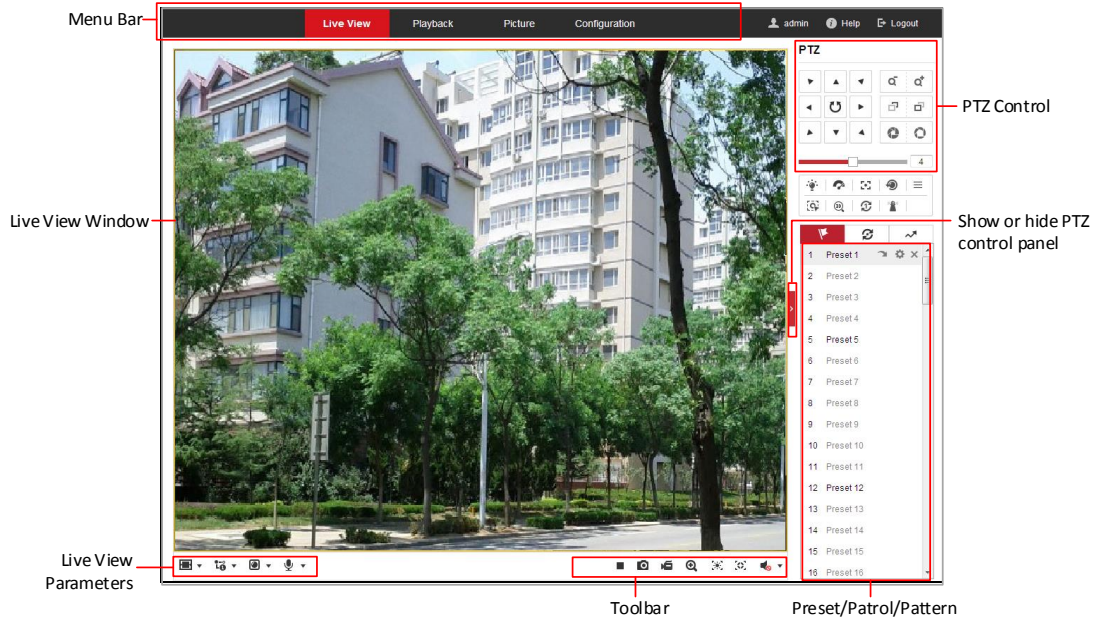 Menu Bar
Live View Playback Picture Configuration admin Help Logout
PTZ
PTZ Control
4
Live View Window
Show or hide PTZ
control panel
1 Preset 1
2 Preset 2
3 Preset 3
4 Preset 4
5 Preset 5
6 Preset 6
7 Preset 7
8 Preset 8
9 Preset 9
10 Preset 10
11 Preset 11
12 Preset 12
13 Preset 13
14 Preset 14
15 Preset 15
16 Preset 16
Live View
Parameters
Toolbar
Preset/Patrol/Pattern